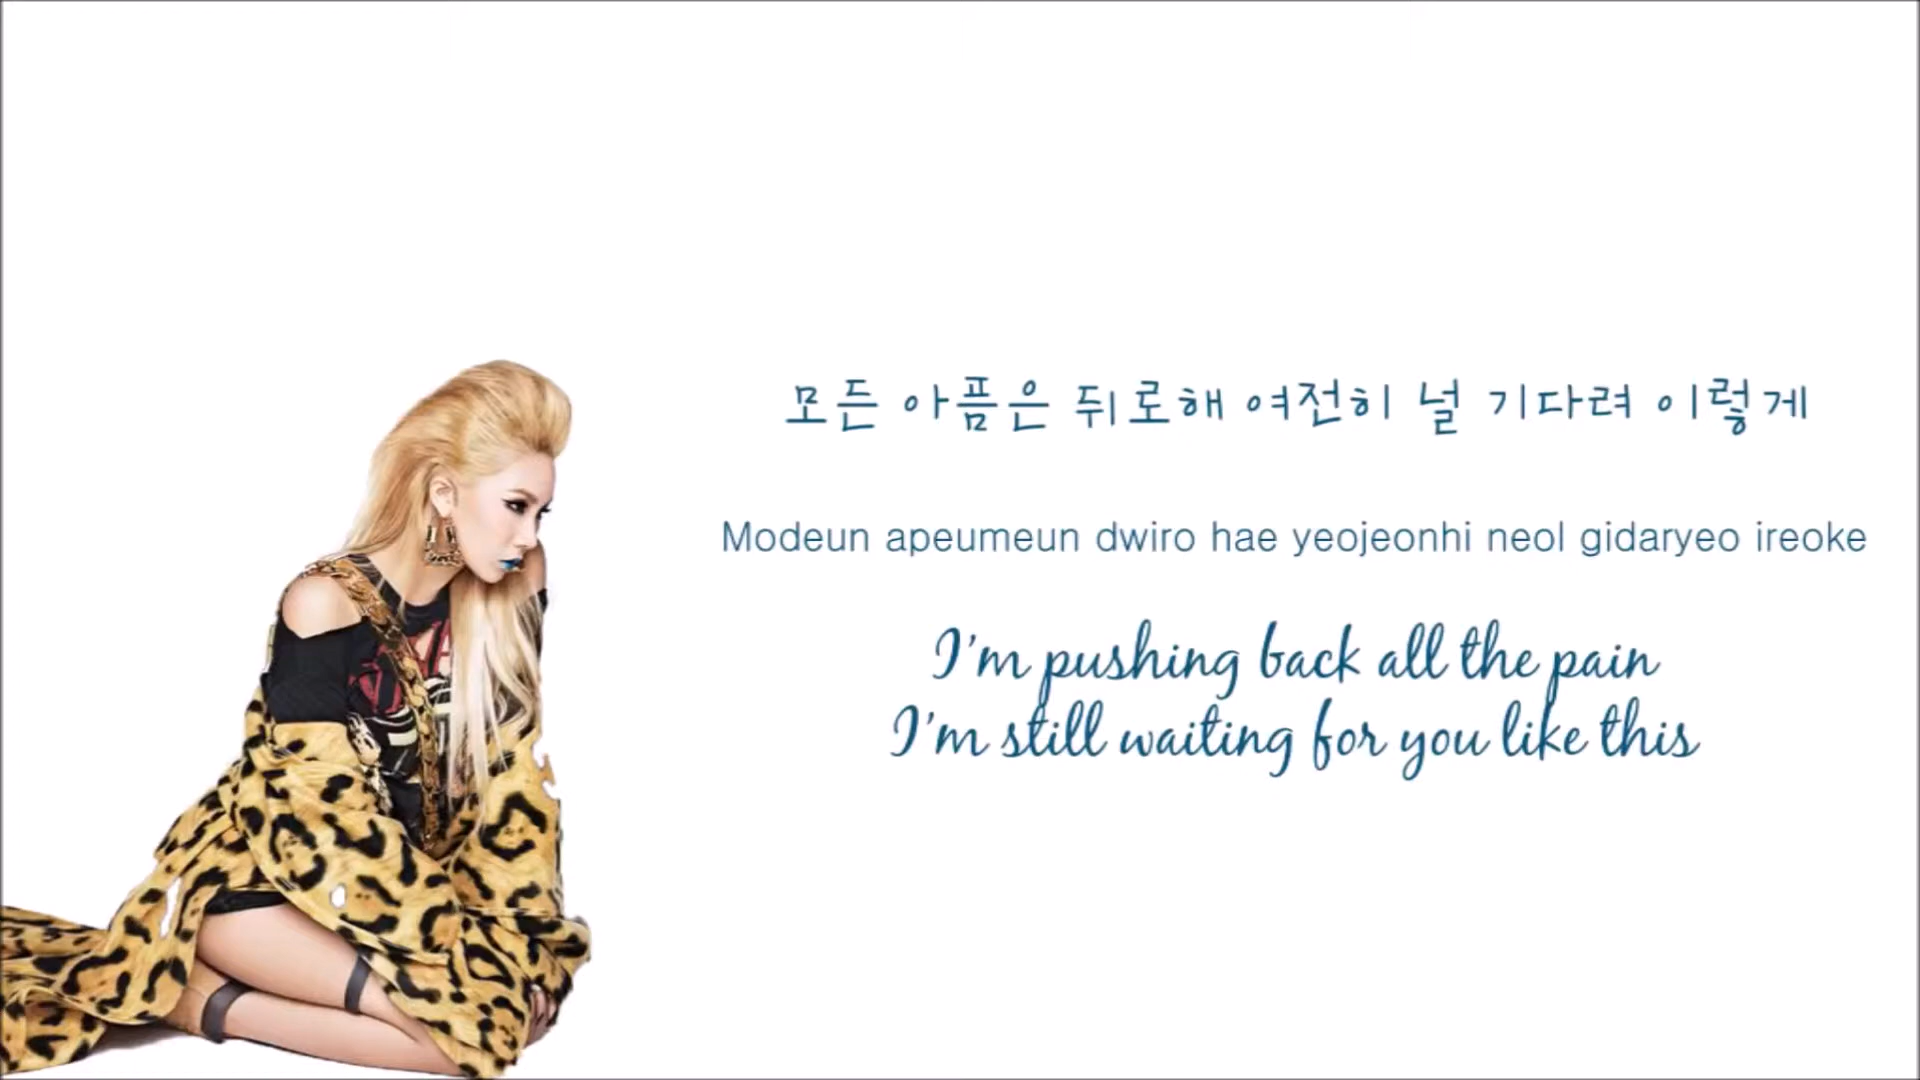 모든 아픔은 뒤로해 여전히 널 기다려 이렇게
Modeun apeumeun dwiro hae yeojeonhi neol gidaryeo ireoke
I'm pushing back all the pain
I'm still waiting for you like this